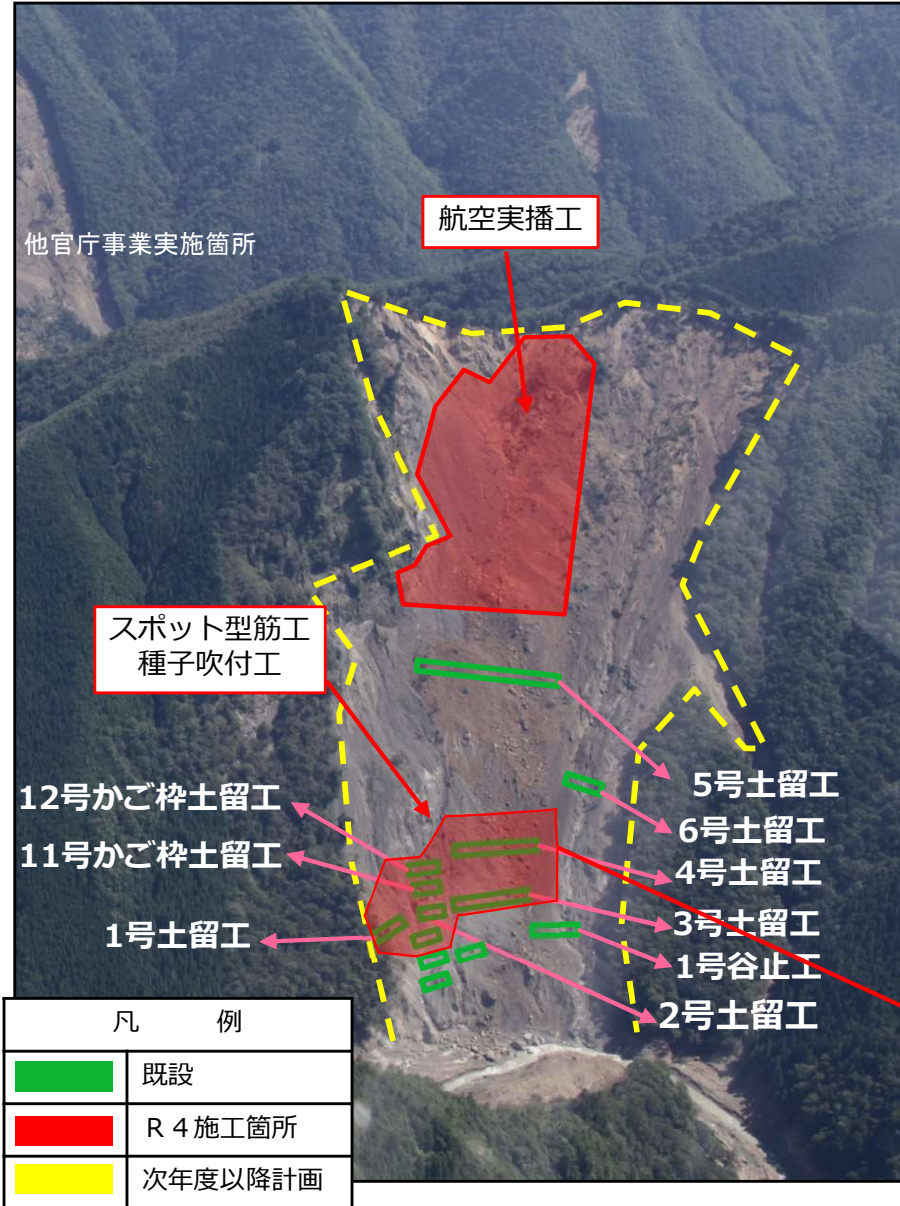 航空実播工
他官庁事業実施箇所
スポット型筋工
種子吹付工
12号かご枠土留工
11号かご枠土留工
1号土留工
5号土留工
6号土留工
4号土留工
3号土留工
1号谷止工
2号土留工
凡 例
既設
R4施工箇所
次年度以降計画